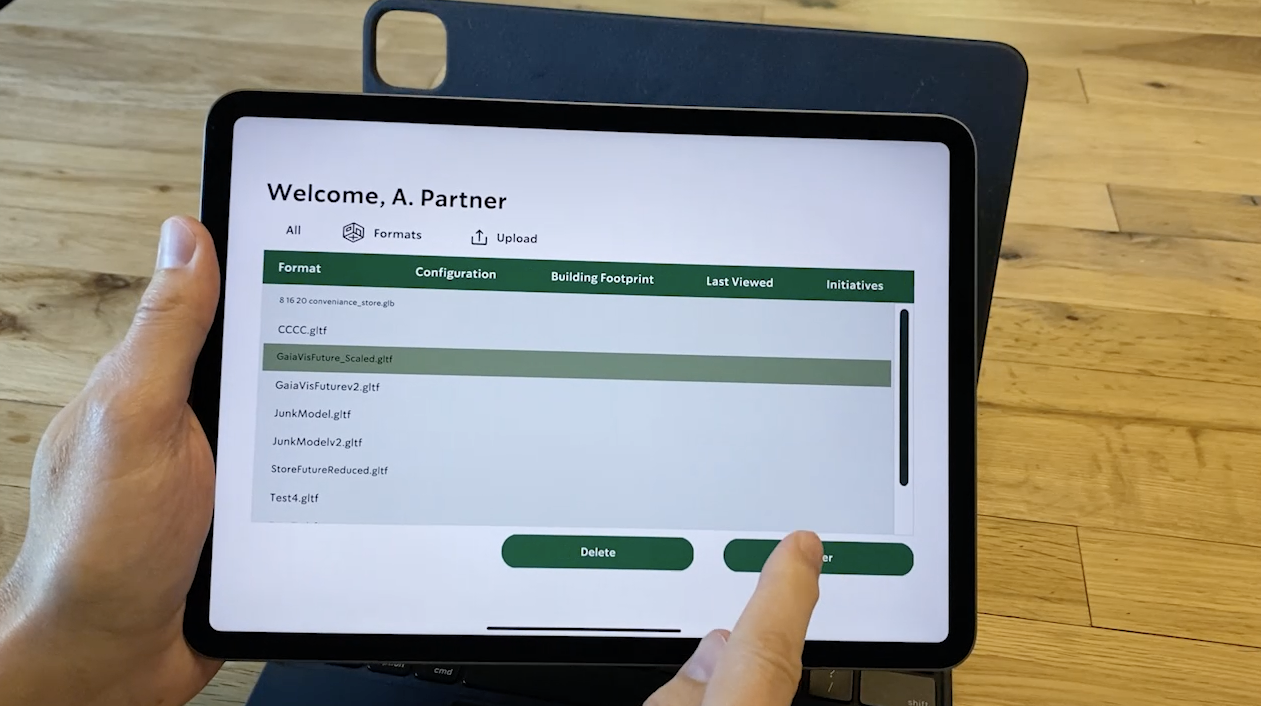 Welcome, A. Partner
All Formats Upload
Format Configuration Building Footprint Last Viewed Initiatives
8 16 20 conveniance_store.glb
CCCC.gltf
GaiaVisFuture_Scaled.gltf
GaiaVisFuturev2.gltf
JunkModel.gltf
JunkModelv2.gltf
StoreFutureReduced.gltf
Test4.gltf
Delete er
cmd
shift